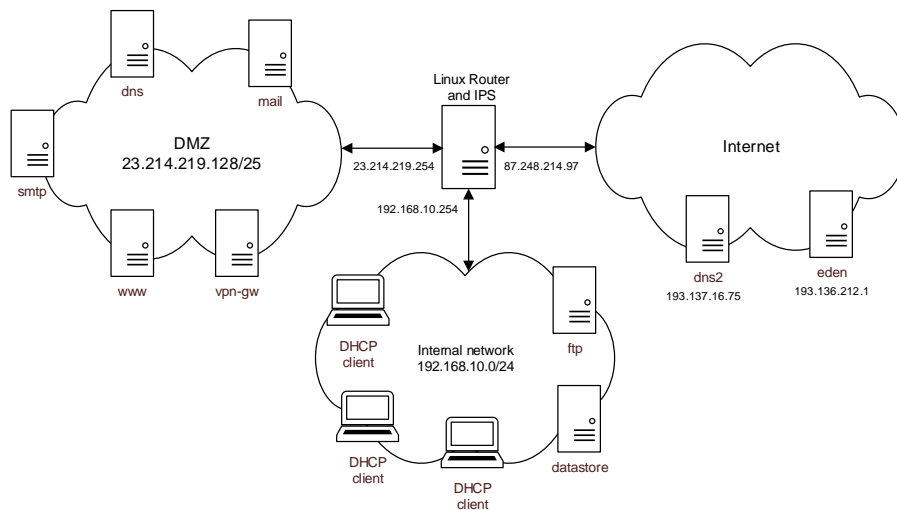 dns
mail
smtp
DMZ
23.214.219.128/25
www
vpn-gw
Linux Router
and IPS
23.214.219.254
87.248.214.97
192.168.10.254
Internet
dns2
193.137.16.75
eden
193.136.212.1
DHCP
client
Internal network
192.168.10.0/24
ftp
DHCP
client
DHCP
client
datastore